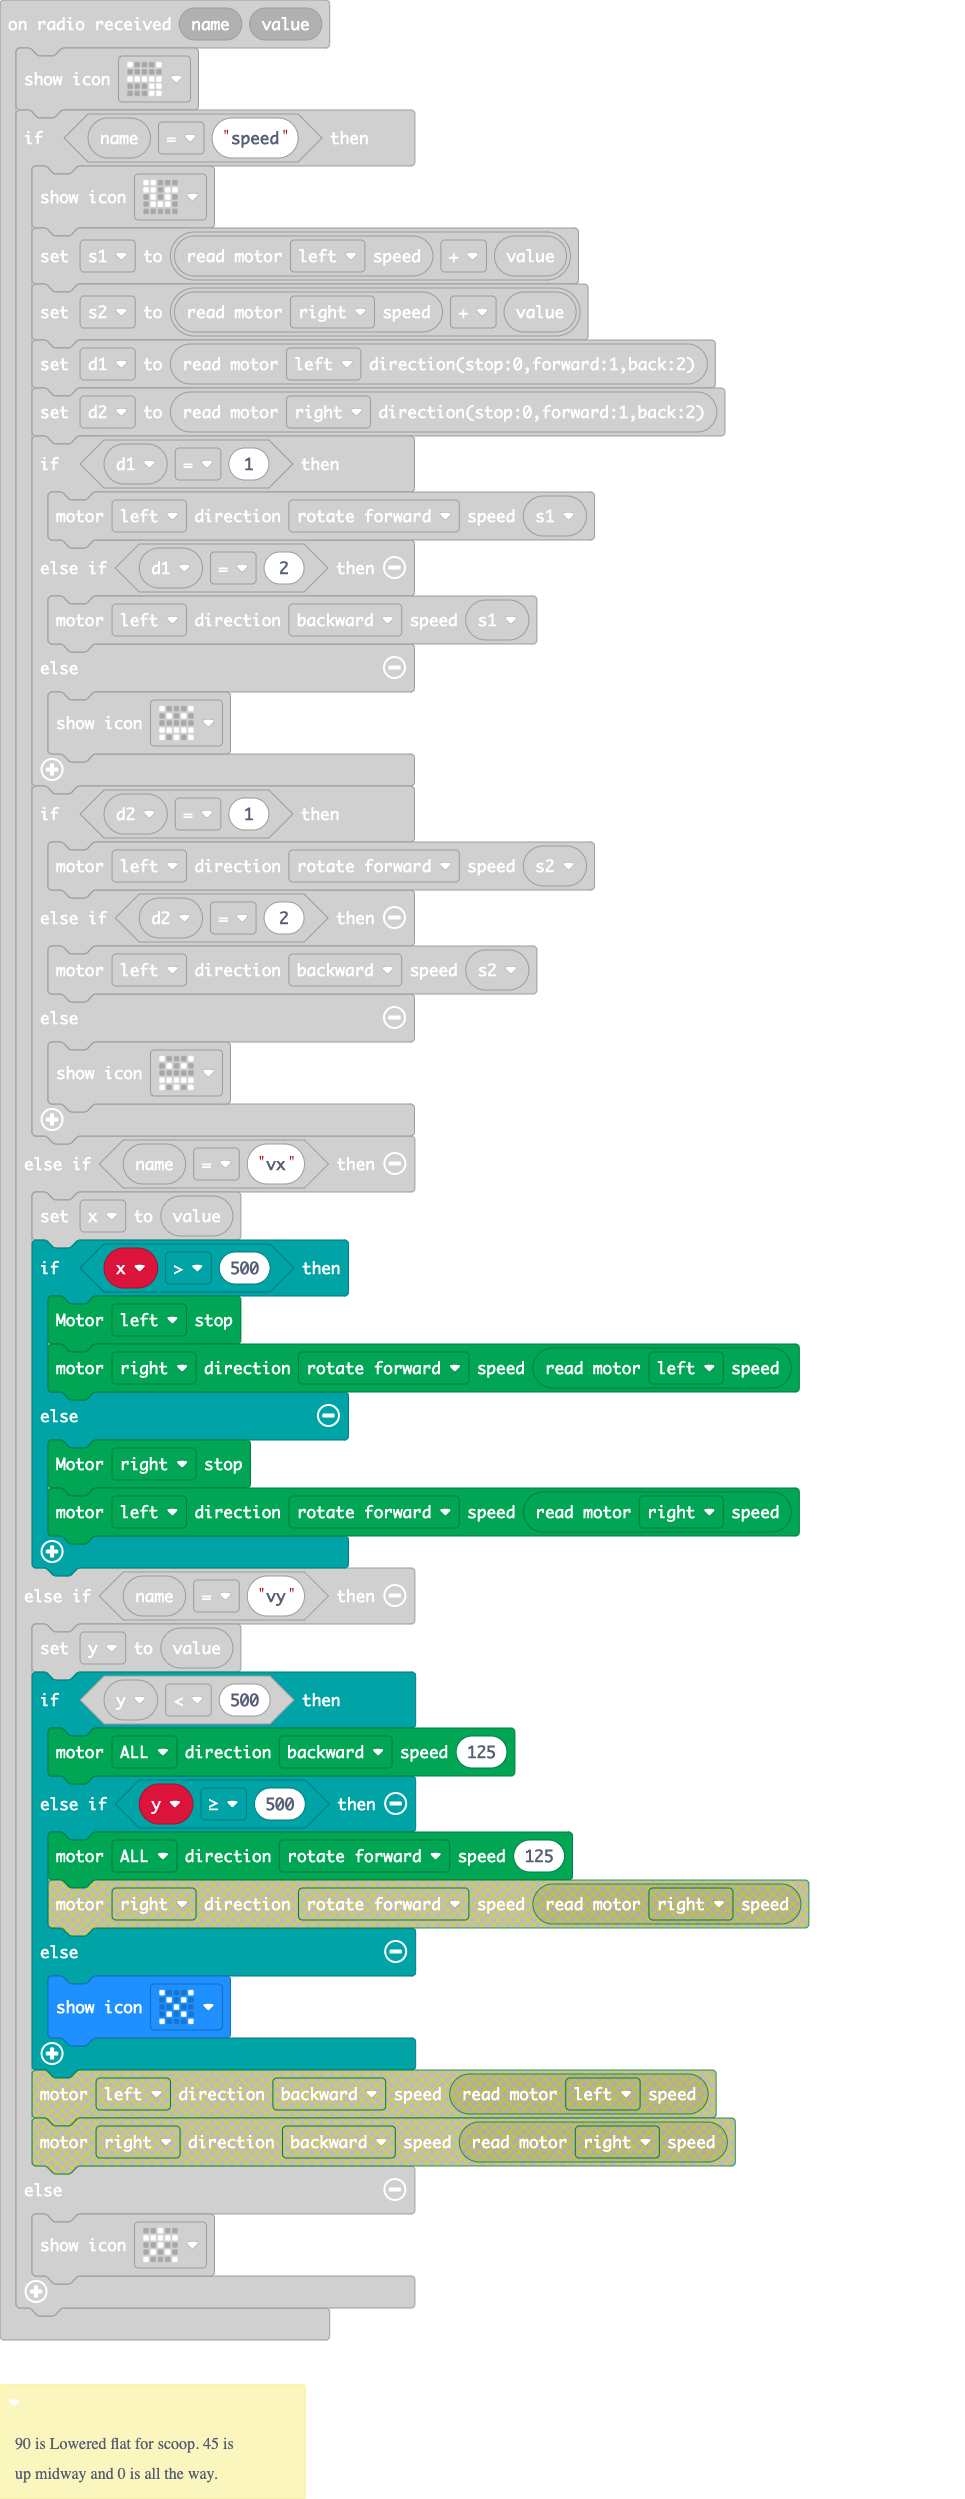 on radio received name value
show icon
if name = "speed" then
show icon
set s1 to read motor left speed + value
set s2 to read motor right speed + value
set d1 to read motor left direction(stop:0,forward:1,back:2)
set d2 to read motor right direction(stop:0,forward:1,back:2)
if d1 = 1 then
motor left direction rotate forward speed s1
else if d1 = 2 then
motor left direction backward speed s1
else
show icon
if d2 = 1 then
motor left direction rotate forward speed s2
else if d2 = 2 then
motor left direction backward speed s2
else
show icon
else if name = "vx" then
set x to value
if x > 500 then
Motor left stop
motor right direction rotate forward speed read motor left speed
else
Motor right stop
motor left direction rotate forward speed read motor right speed
else if name = "vy" then
set y to value
if y < 500 then
motor ALL direction backward speed 125
else if y ≥ 500 then
motor ALL direction rotate forward speed 125
motor right direction rotate forward speed read motor right speed
else
show icon
motor left direction backward speed read motor left speed
motor right direction backward speed read motor right speed
else
show icon
90 is Lowered flat for scoop. 45 is
up midway and 0 is all the way.